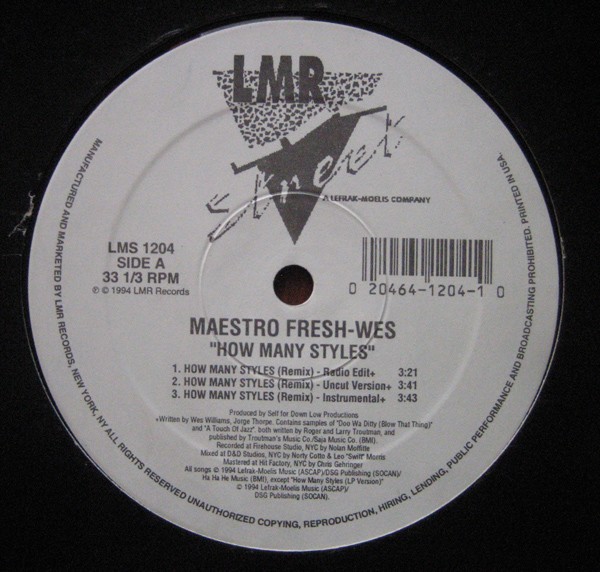 LMR
Street
A LEFRAK-MOELIS COMPANY
LMS 1204
SIDE A
33 1/3 RPM
℗ © 1994 LMR Records
0 20464-1204-1 0
MAESTRO FRESH-WES
"HOW MANY STYLES"
1. HOW MANY STYLES (Remix) - Radio Edit+ 3:21
2. HOW MANY STYLES (Remix) - Uncut Version+ 3:41
3. HOW MANY STYLES (Remix) - Instrumental+ 3:43
Produced by Self for Down Low Productions
+Written by Wes Williams, Jorge Thorpe. Contains samples of "Doo Wa Ditty (Blow That Thing)"
and "A Touch Of Jazz". both written by Roger and Larry Troutman, and
published by Troutman's Music Co./Saja Music Co. (BMI).
Recorded at Firehouse Studio, NYC by Nolan Moffitte
Mixed at D&D Studios, NYC by Norty Cotto & Leo "Swift" Morris
Mastered at Hit Factory, NYC by Chris Gehringer
All songs © 1994 Lefrak-Moelis Music (ASCAP)/DSG Publishing (SOCAN)/
Ha Ha He Music (BMI), except "How Many Styles (LP Version)"
© 1994 Lefrak-Moelis Music (ASCAP)/
DSG Publishing (SOCAN).
MANUFACTURED AND MARKETED BY LMR RECORDS, NEW YORK, NY ALL RIGHTS RESERVED UNAUTHORIZED COPYING, REPRODUCTION, HIRING, LENDING, PUBLIC PERFORMANCE AND BROADCASTING PROHIBITED. PRINTED IN USA.